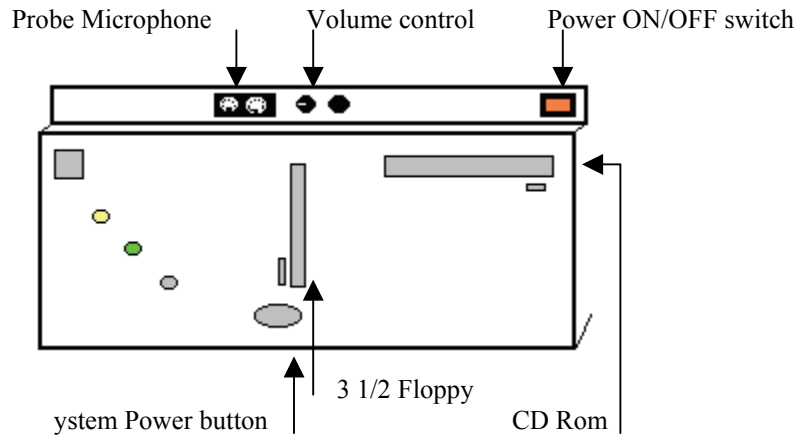 Probe Microphone Volume control Power ON/OFF switch
3 1/2 Floppy
ystem Power button CD Rom